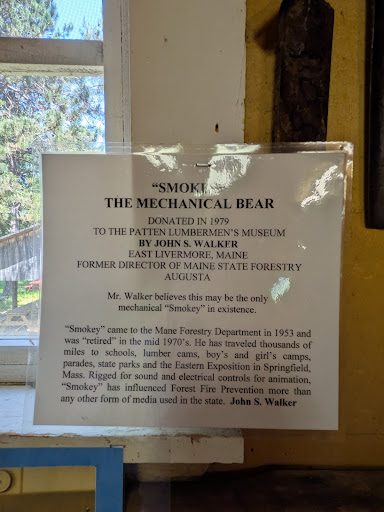 "SMOKEY"
THE MECHANICAL BEAR
DONATED IN 1979
TO THE PATTEN LUMBERMEN'S MUSEUM
BY JOHN S. WALKER
EAST LIVERMORE, MAINE
FORMER DIRECTOR OF MAINE STATE FORESTRY
AUGUSTA
Mr. Walker believes this may be the only
mechanical "Smokey" in existence.
"Smokey" came to the Mane Forestry Department in 1953 and
was "retired" in the mid 1970's. He has traveled thousands of
miles to schools, lumber cams, boy's and girl's camps,
parades, state parks and the Eastern Exposition in Springfield,
Mass. Rigged for sound and electrical controls for animation,
"Smokey" has influenced Forest Fire Prevention more than
any other form of media used in the state. John S. Walker